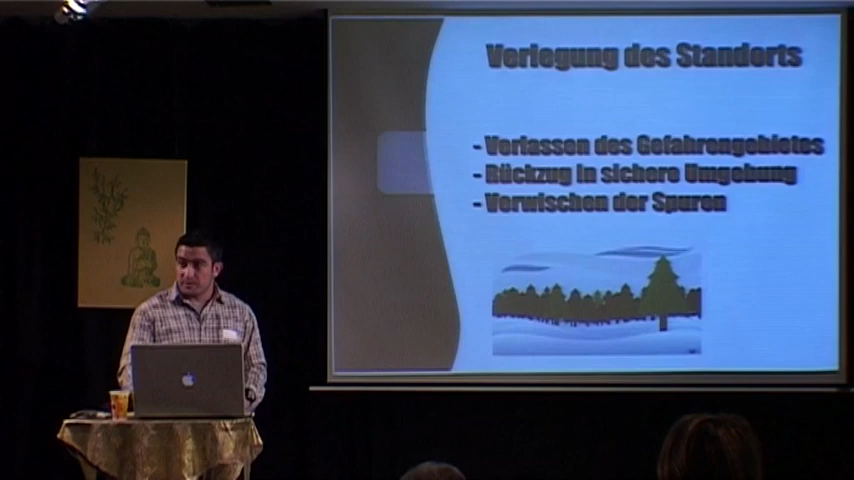 Verlegung des Standorts
- Verlassen des Gefahrengebietes
- Rückzug in sichere Umgebung
- Verwischen der Spuren